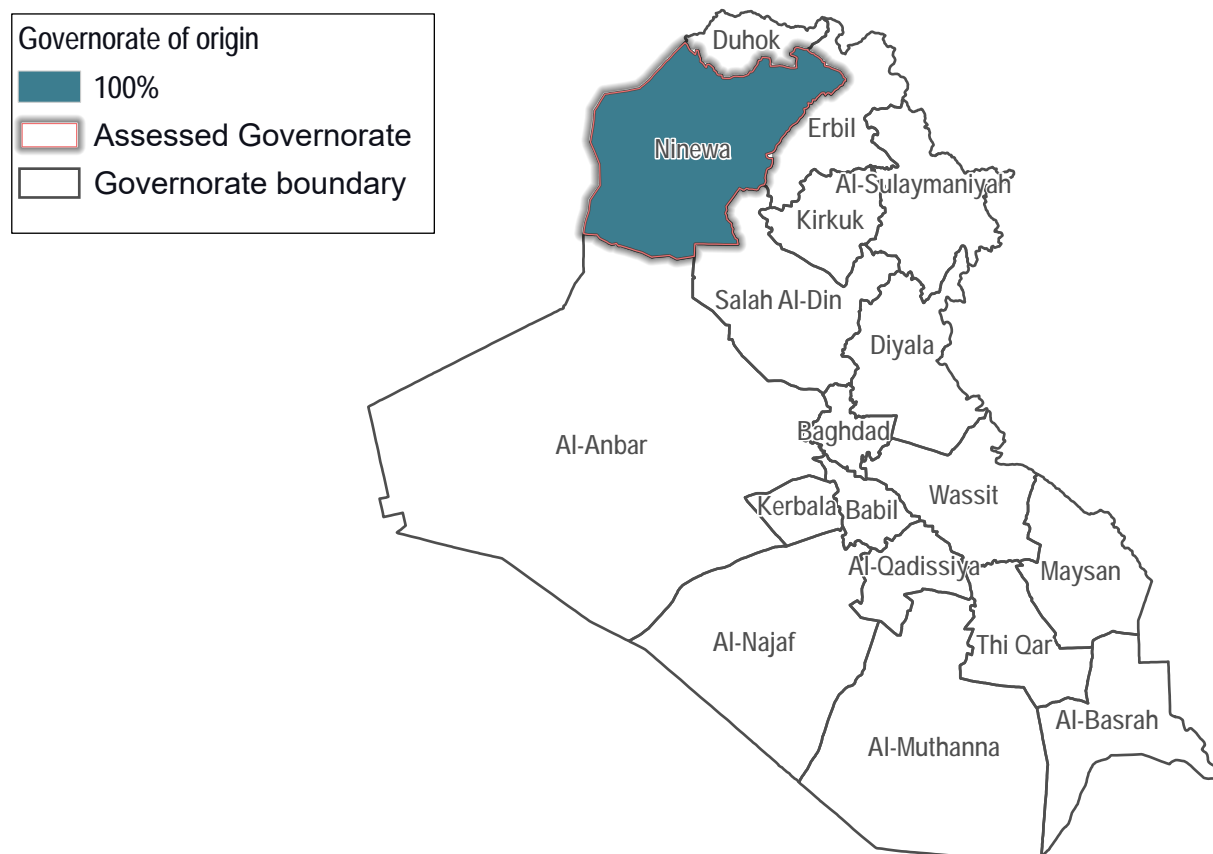 Governorate of origin
100%
Assessed Governorate
Governorate boundary
Duhok
Ninewa
Erbil
Al-Sulaymaniyah
Kirkuk
Salah Al-Din
Diyala
Al-Anbar
Baghdad
Kerbala
Babil
Wassit
Al-Qadissiya
Maysan
Al-Najaf
Thi Qar
Al-Basrah
Al-Muthanna